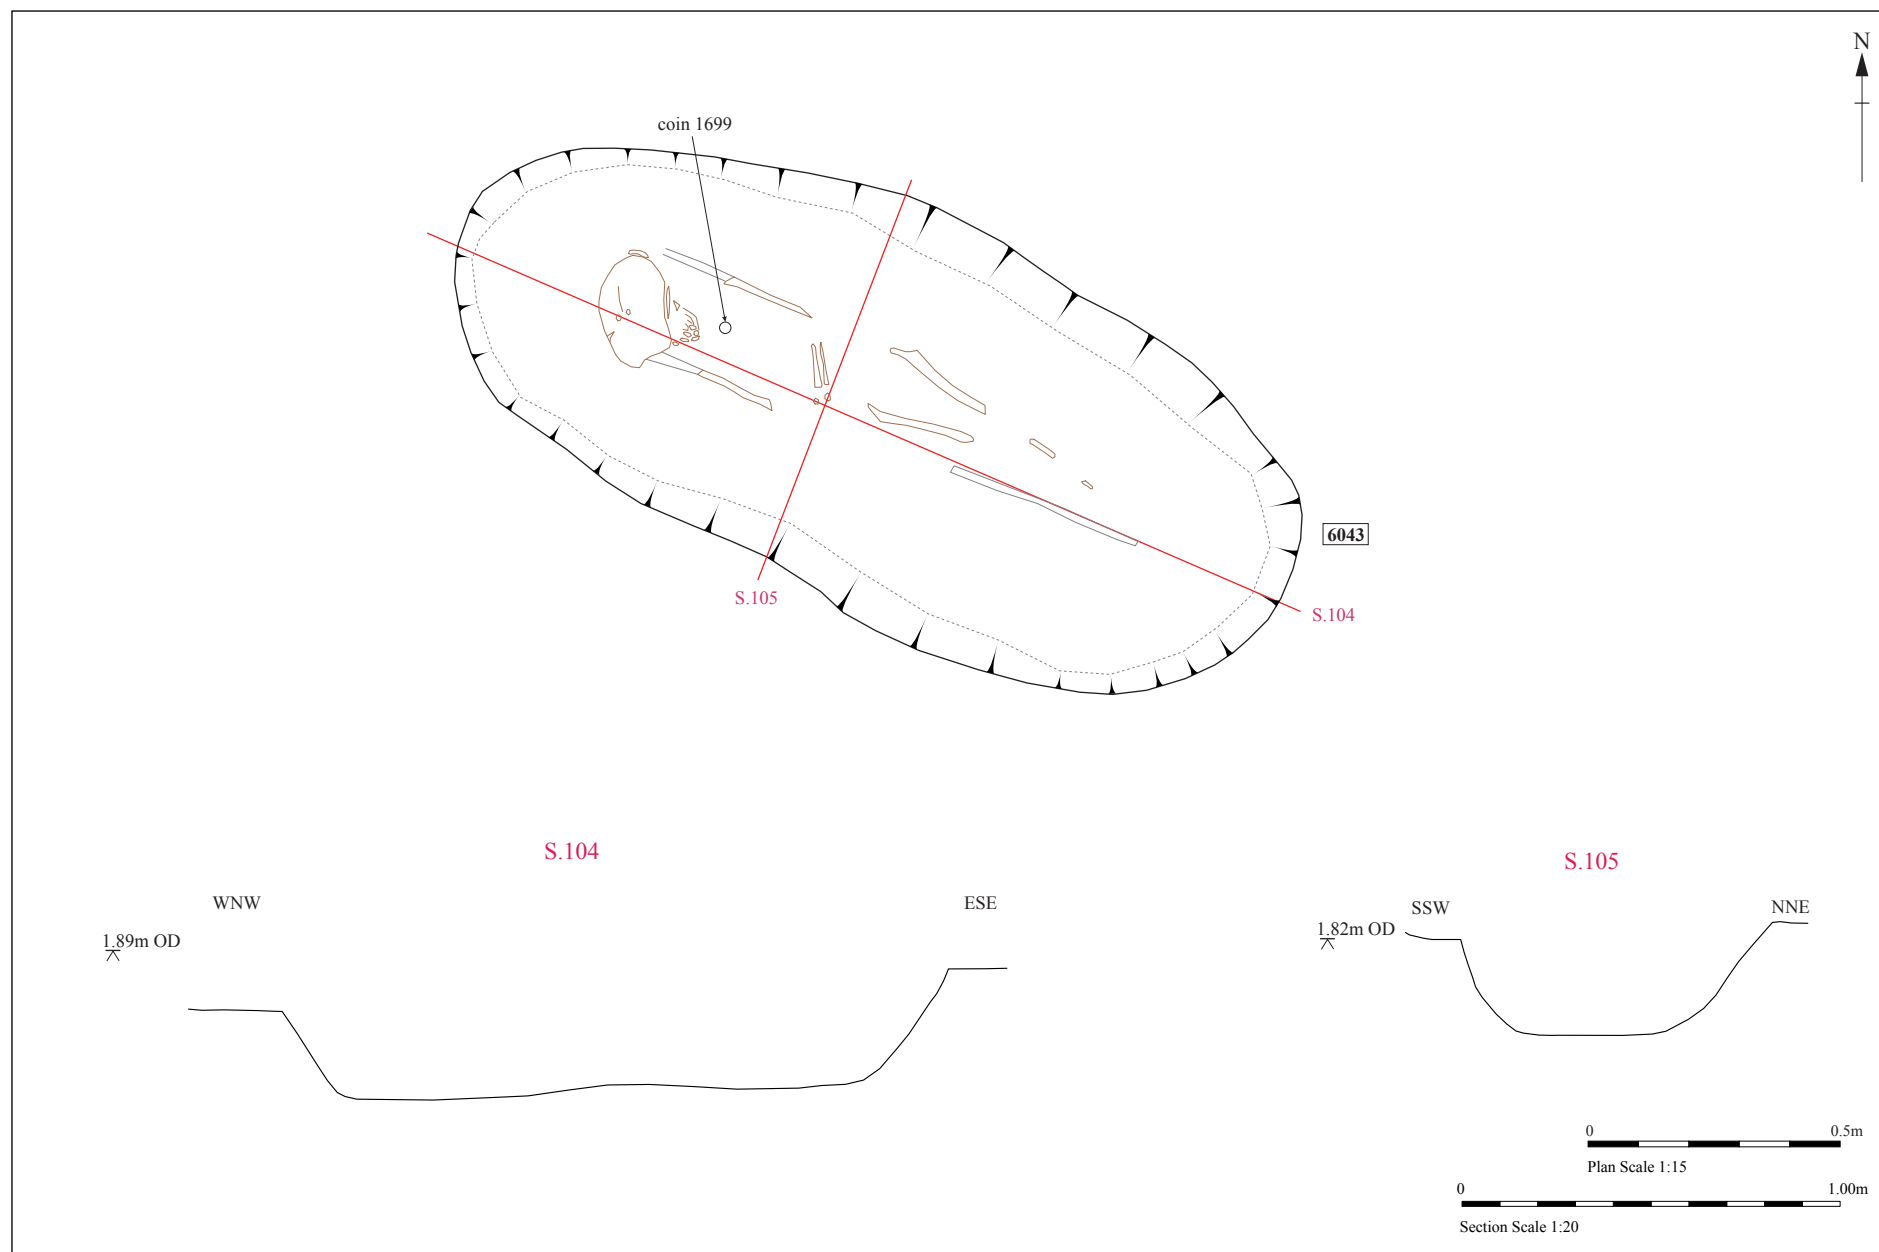 N
coin 1699
6043
S.105
S.104
S.104
S.105
WNW
ESE
SSW
NNE
1.89m OD
1.82m OD
0 0.5m
Plan Scale 1:15
0 1.00m
Section Scale 1:20